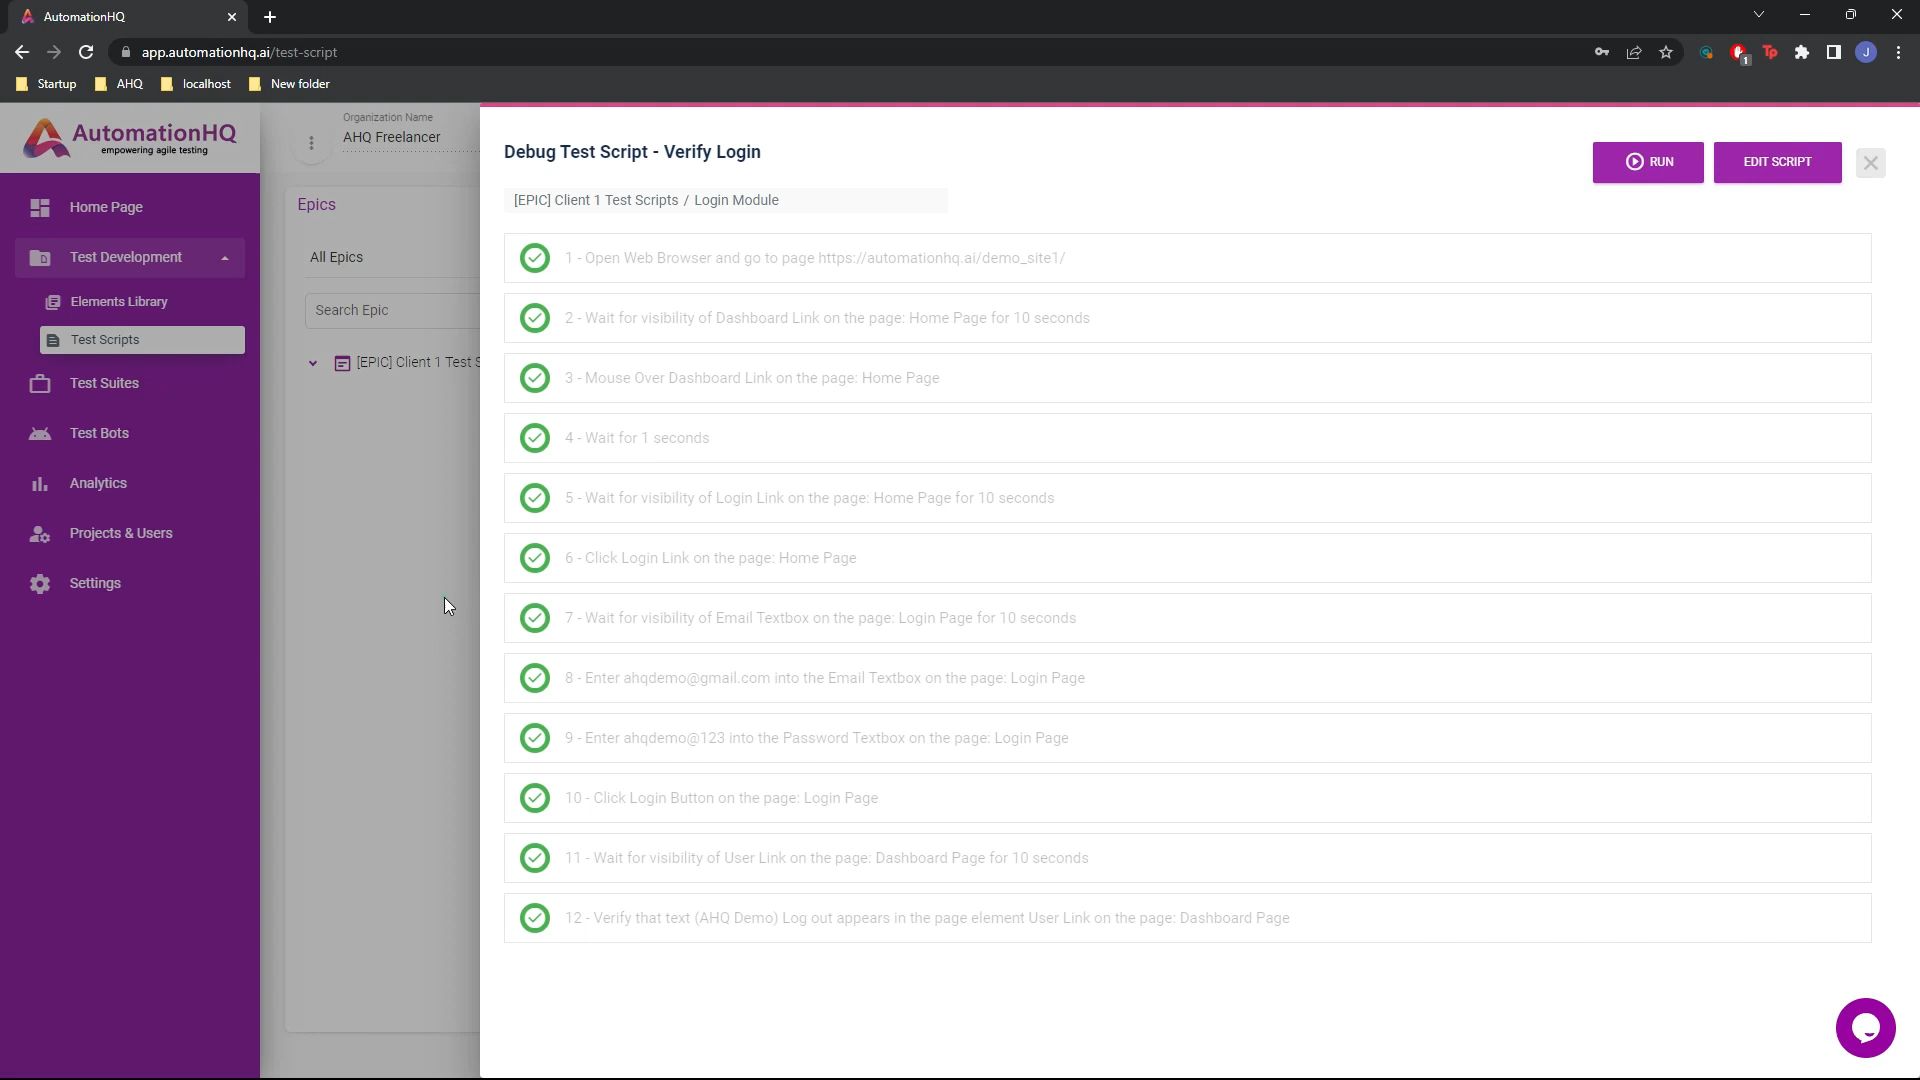 AutomationHQ
app.automationhq.ai/test-script
1
Tp
J
Startup
AHQ
localhost
New folder
AutomationHQ
empowering agile testing
Home Page
Test Development
Elements Library
Test Scripts
Test Suites
Test Bots
Analytics
Projects & Users
Settings
Organization Name
AHQ Freelancer
Epics
All Epics
Search Epic
[EPIC] Client 1 Test S
Debug Test Script - Verify Login
RUN
EDIT SCRIPT
[EPIC] Client 1 Test Scripts / Login Module
1 - Open Web Browser and go to page https://automationhq.ai/demo_site1/
2 - Wait for visibility of Dashboard Link on the page: Home Page for 10 seconds
3 - Mouse Over Dashboard Link on the page: Home Page
4 - Wait for 1 seconds
5 - Wait for visibility of Login Link on the page: Home Page for 10 seconds
6 - Click Login Link on the page: Home Page
7 - Wait for visibility of Email Textbox on the page: Login Page for 10 seconds
8 - Enter ahqdemo@gmail.com into the Email Textbox on the page: Login Page
9 - Enter ahqdemo@123 into the Password Textbox on the page: Login Page
10 - Click Login Button on the page: Login Page
11 - Wait for visibility of User Link on the page: Dashboard Page for 10 seconds
12 - Verify that text (AHQ Demo) Log out appears in the page element User Link on the page: Dashboard Page